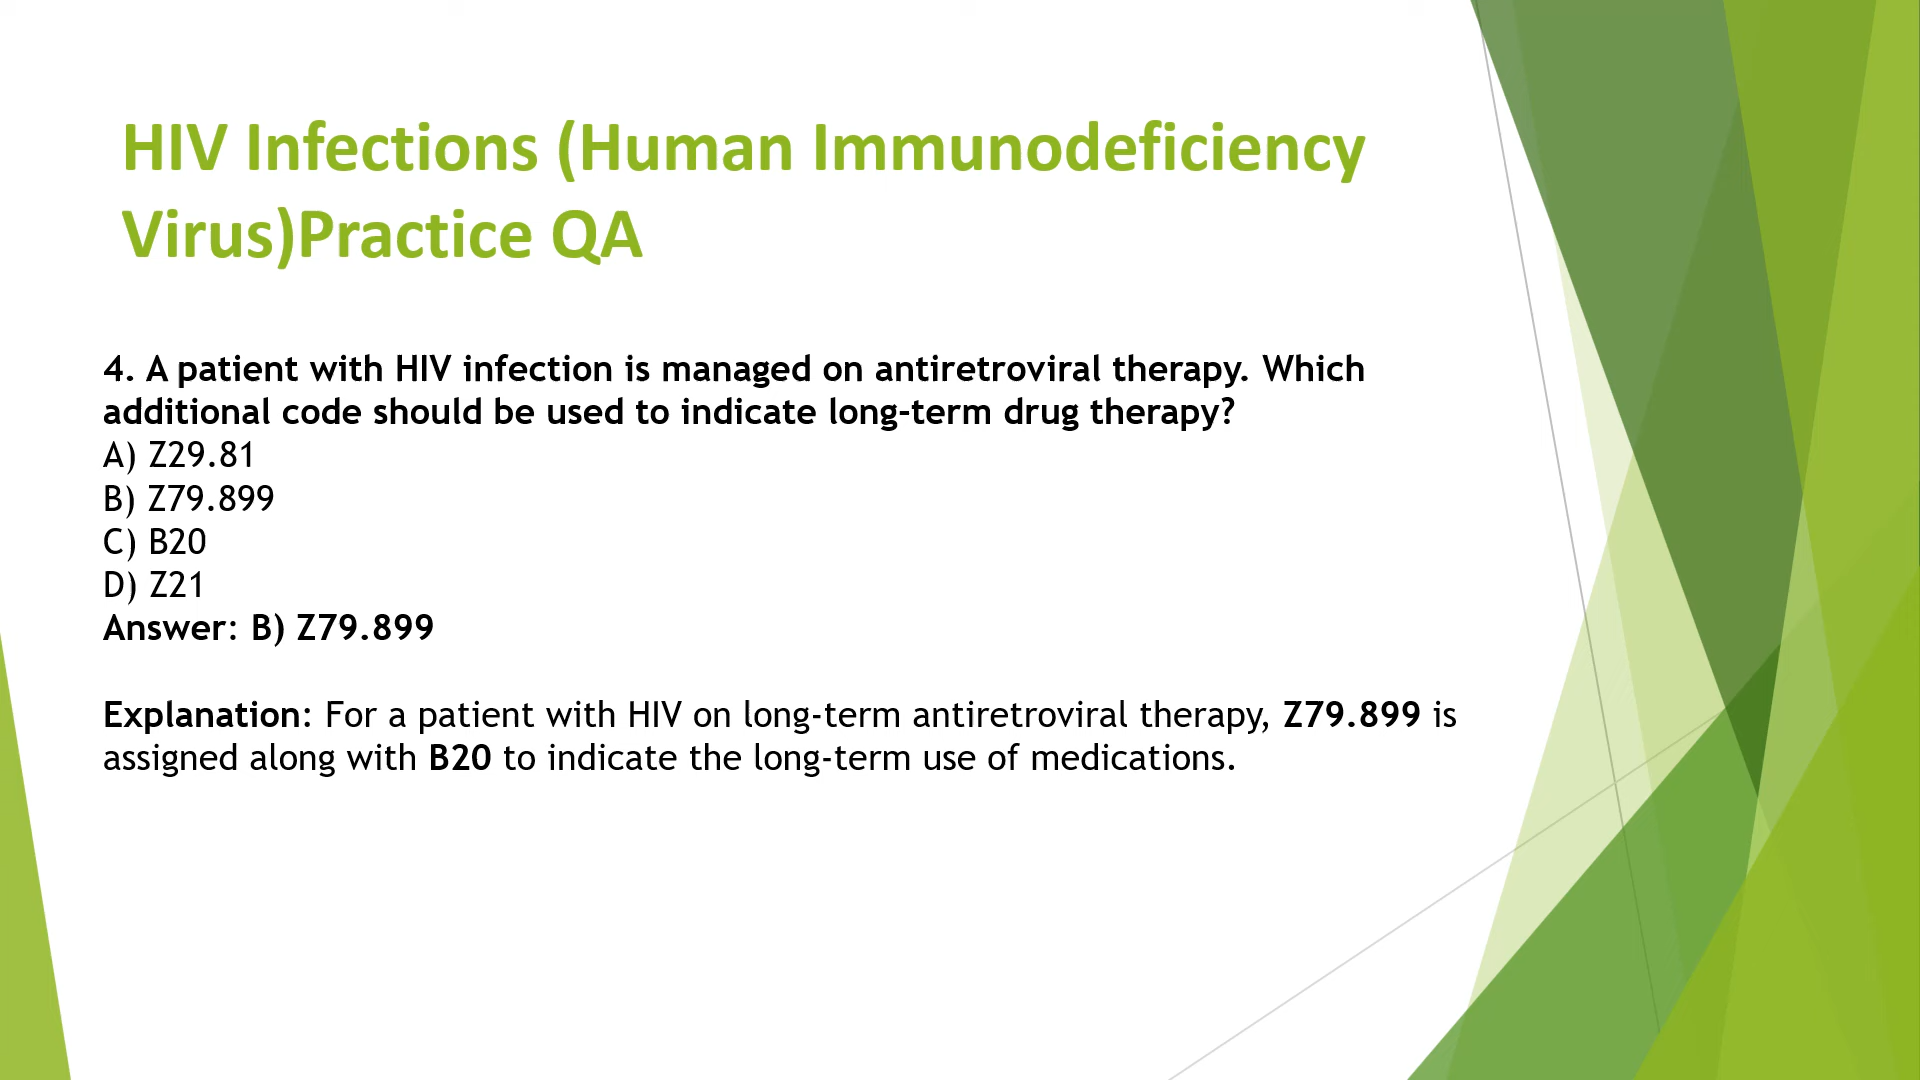 HIV Infections (Human Immunodeficiency
Virus)Practice QA
4. A patient with HIV infection is managed on antiretroviral therapy. Which
additional code should be used to indicate long-term drug therapy?
A) Z29.81
B) Z79.899
C) B20
D) Z21
Answer: B) Z79.899
Explanation: For a patient with HIV on long-term antiretroviral therapy, Z79.899 is
assigned along with B20 to indicate the long-term use of medications.